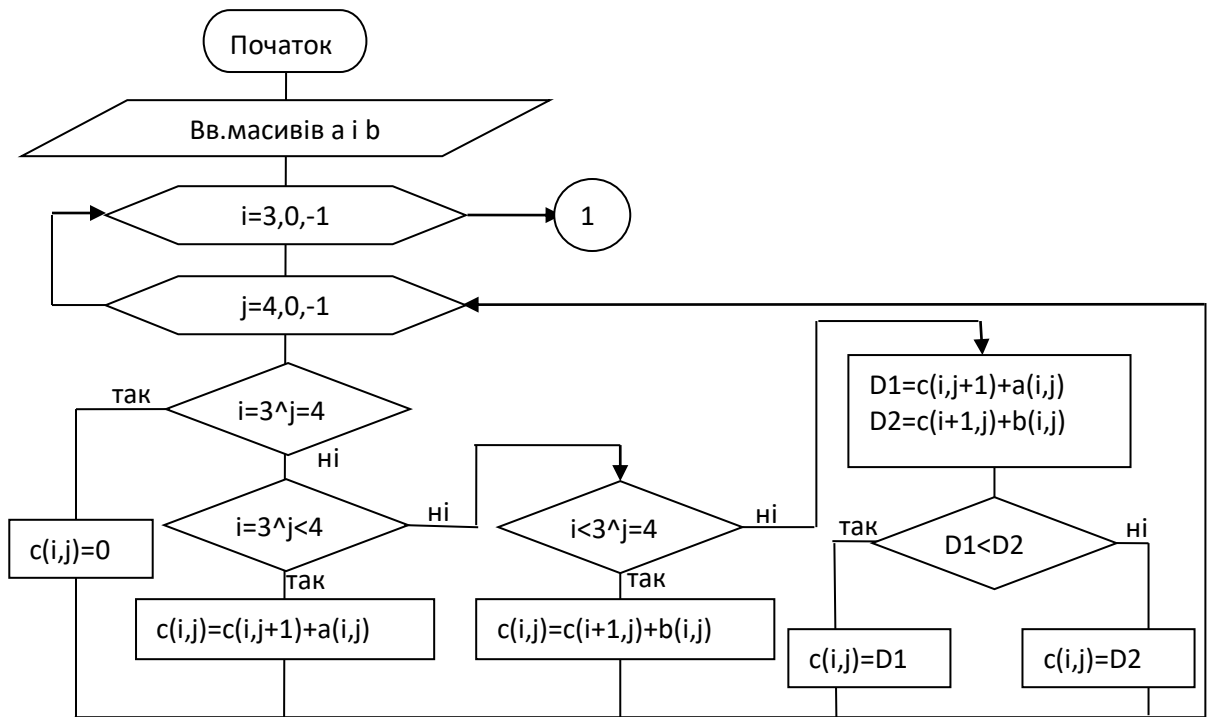 Початок
Вв.масивів a і b
i=3,0,-1
1
j=4,0,-1
так
i=3^j=4
ні
D1=c(i,j+1)+a(i,j)
D2=c(i+1,j)+b(i,j)
i=3^j<4
ні
так
i<3^j=4
ні
так
D1<D2
так
ні
c(i,j)=0
c(i,j)=c(i,j+1)+a(i,j)
c(i,j)=c(i+1,j)+b(i,j)
c(i,j)=D1
c(i,j)=D2